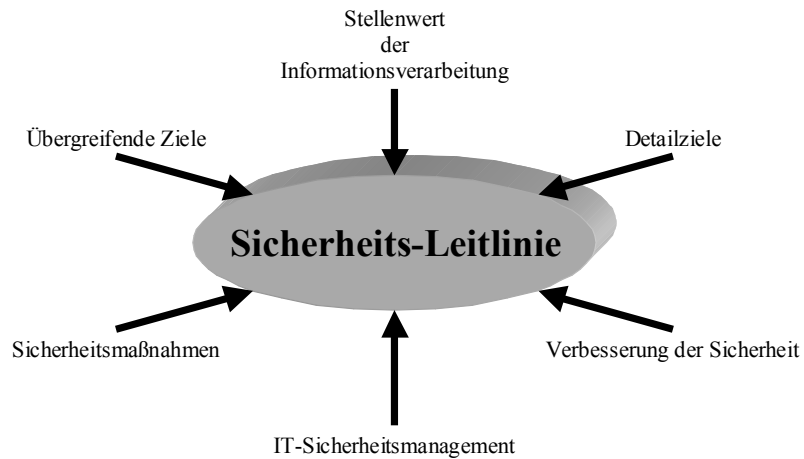 Stellenwert
der
Informationsverarbeitung
Übergreifende Ziele
Detailziele
Sicherheits-Leitlinie
Sicherheitsmaßnahmen
Verbesserung der Sicherheit
IT-Sicherheitsmanagement